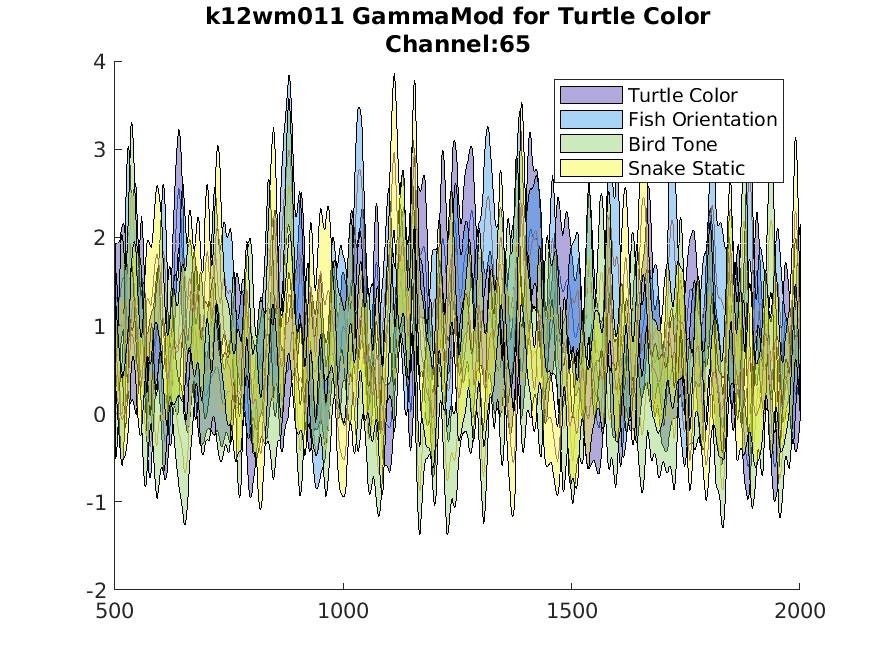 k12wm011 GammaMod for Turtle Color
Channel:65
4
3
2
1
0
-1
-2
500
1000
1500
2000
Turtle Color
Fish Orientation
Bird Tone
Snake Static